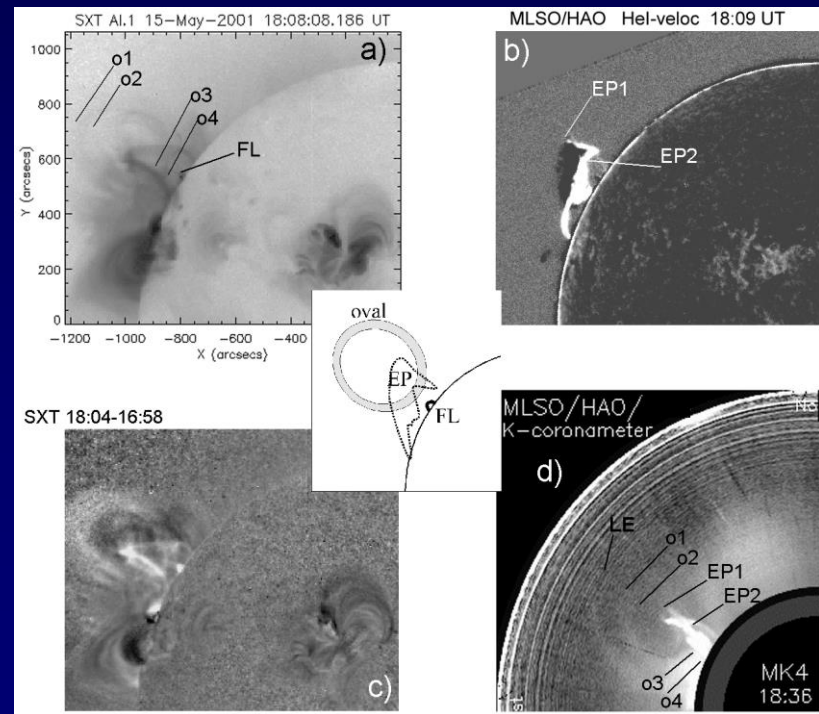 SXT Al.1 15-May-2001 18:08:08.186 UT
a)
o1
o2
o3
o4
FL
1000
800
600
400
200
0
Y (arcsecs)
-1200 -1000 -800 -600 -400
X (arcsecs)
MLSO/HAO HeI-veloc 18:09 UT
b)
EP1
EP2
oval
EP
FL
SXT 18:04-16:58
c)
MLSO/HAO/
K-coronameter
d)
LE
o1
o2
EP1
EP2
o3
o4
MK4
18:36